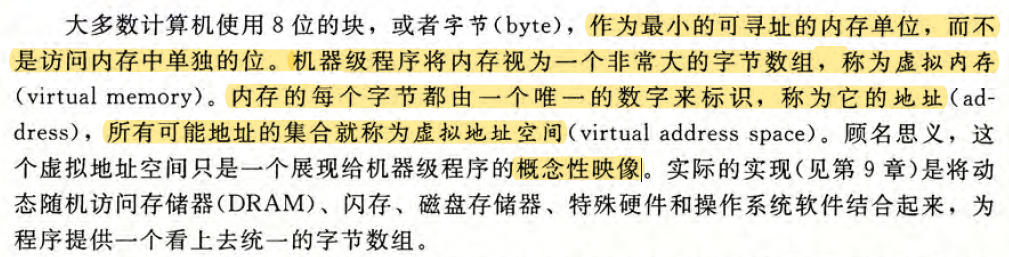 大多数计算机使用 8 位的块，或者字节(byte)，作为最小的可寻址的内存单位，而不
是访问内存中单独的位。机器级程序将内存视为一个非常大的字节数组，称为虚拟内存
(virtual memory)。内存的每个字节都由一个唯一的数字来标识，称为它的地址(ad-
dress)，所有可能地址的集合就称为虚拟地址空间(virtual address space)。顾名思义，这
个虚拟地址空间只是一个展现给机器级程序的概念性映像。实际的实现(见第 9 章)是将动
态随机访问存储器(DRAM)、闪存、磁盘存储器、特殊硬件和操作系统软件结合起来，为
程序提供一个看上去统一的字节数组。